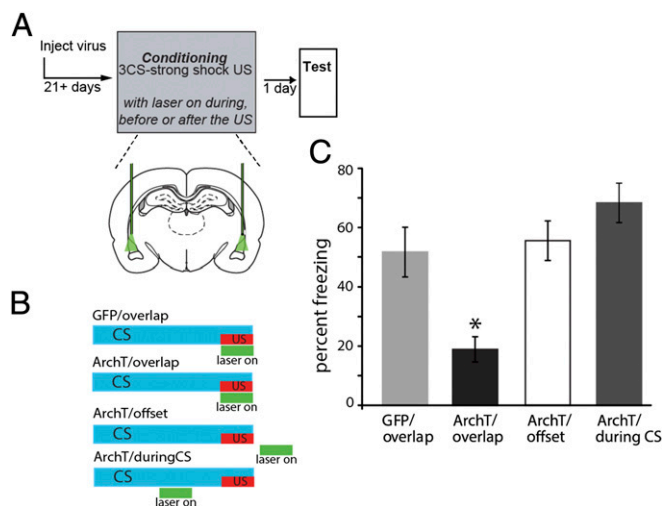 A
Inject virus
21+ days
Conditioning
3CS-strong shock US
with laser on during,
before or after the US
1 day
Test
B
GFP/overlap
CS
US
laser on
ArchT/overlap
CS
US
laser on
ArchT/offset
CS
US
laser on
ArchT/duringCS
CS
US
laser on
C
percent freezing
80
60
40
20
0
*
GFP/
overlap
ArchT/
overlap
ArchT/
offset
ArchT/
during CS